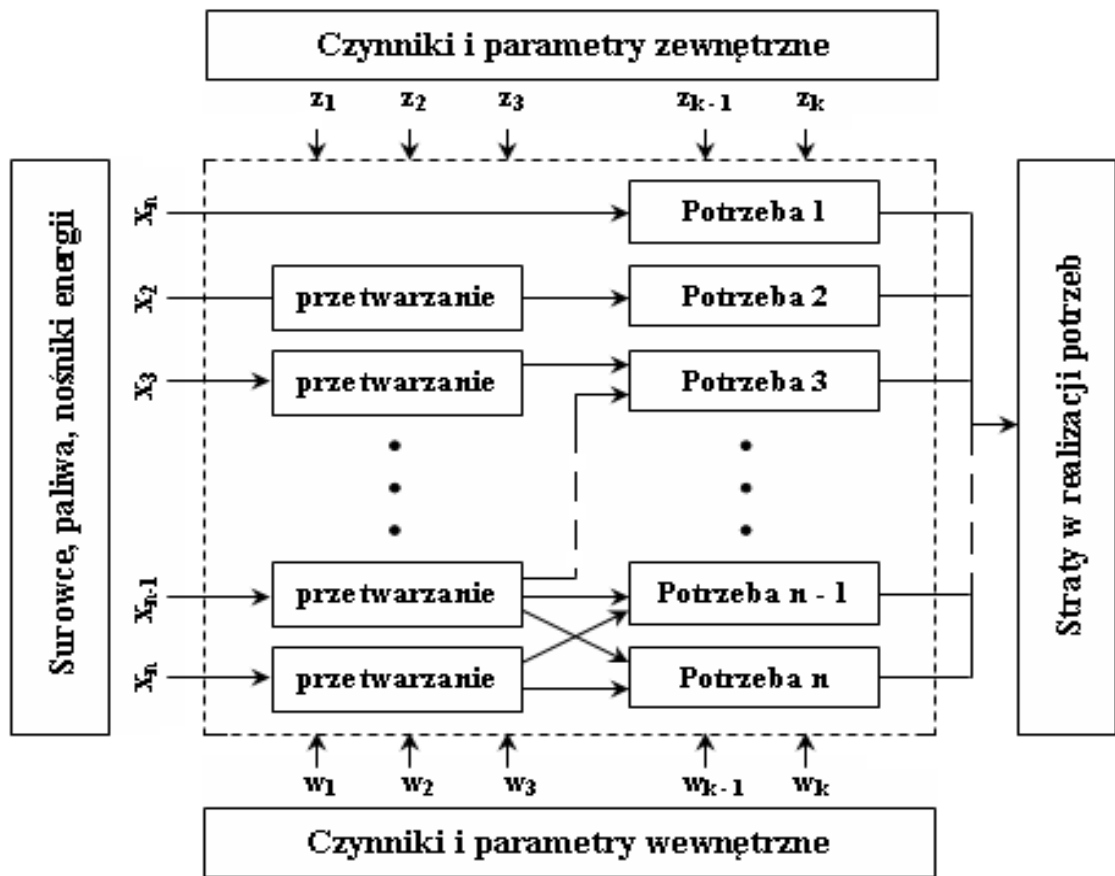 Czynniki i parametry zewnętrzne
z1 z2 z3 zk-1 zk
Surowce, paliwa, nośniki energii
xn
Potrzeba 1
x2
przetwarzanie
Potrzeba 2
x3
przetwarzanie
Potrzeba 3
xn-1
przetwarzanie
Potrzeba n - 1
xn
przetwarzanie
Potrzeba n
Straty w realizacji potrzeb
w1 w2 w3 wk-1 wk
Czynniki i parametry wewnętrzne